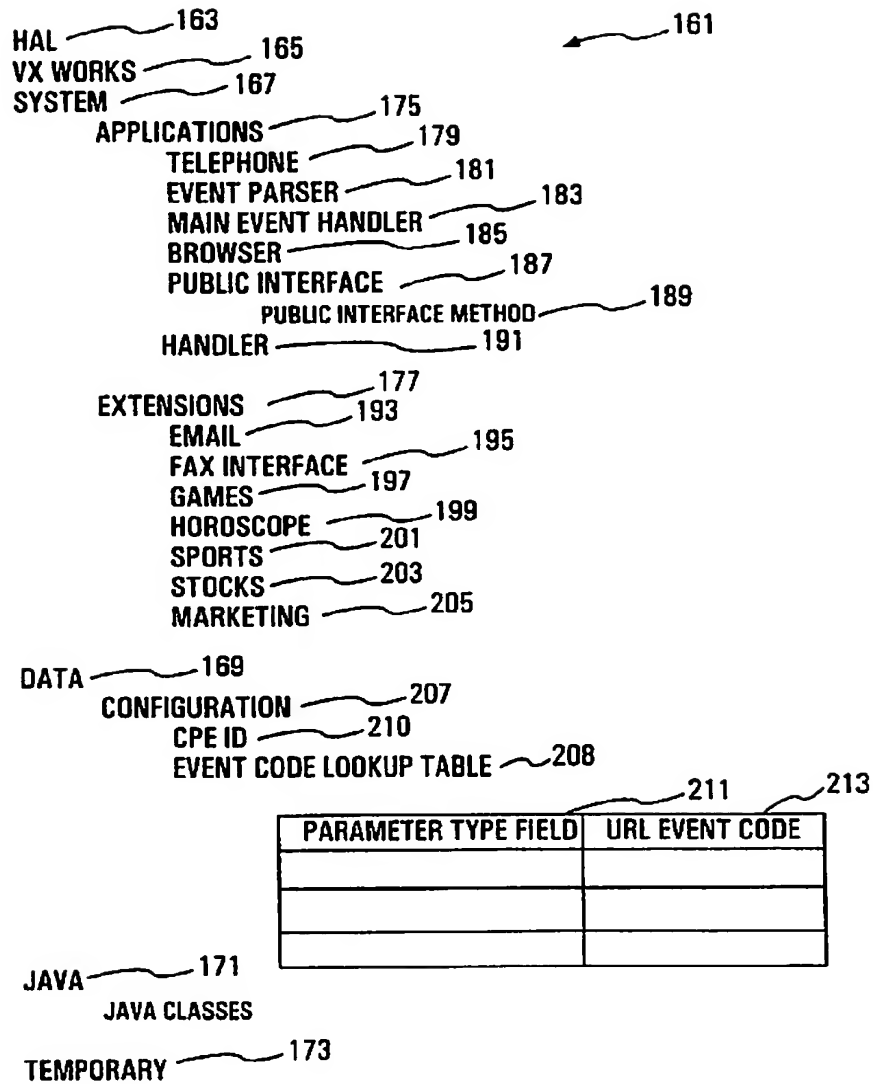 HAL 163
161
VX WORKS 165
SYSTEM 167
APPLICATIONS 175
TELEPHONE 179
EVENT PARSER 181
MAIN EVENT HANDLER 183
BROWSER 185
PUBLIC INTERFACE 187
PUBLIC INTERFACE METHOD 189
HANDLER 191
EXTENSIONS 177
EMAIL 193
FAX INTERFACE 195
GAMES 197
HOROSCOPE 199
SPORTS 201
STOCKS 203
MARKETING 205
DATA 169
CONFIGURATION 207
CPE ID 210
EVENT CODE LOOKUP TABLE 208
211 213
PARAMETER TYPE FIELD URL EVENT CODE
JAVA 171
JAVA CLASSES
TEMPORARY 173